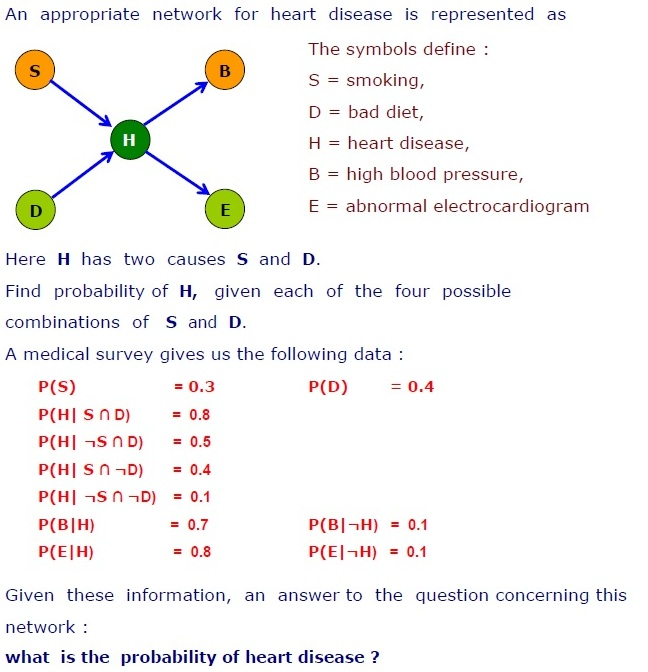 An appropriate network for heart disease is represented as
S
B
H
D
E
The symbols define :
S = smoking,
D = bad diet,
H = heart disease,
B = high blood pressure,
E = abnormal electrocardiogram
Here H has two causes S and D.
Find probability of H, given each of the four possible
combinations of S and D.
A medical survey gives us the following data :
P(S) = 0.3 P(D) = 0.4
P(H| S ∩ D) = 0.8
P(H| ¬S ∩ D) = 0.5
P(H| S ∩ ¬D) = 0.4
P(H| ¬S ∩ ¬D) = 0.1
P(B|H) = 0.7 P(B|¬H) = 0.1
P(E|H) = 0.8 P(E|¬H) = 0.1
Given these information, an answer to the question concerning this
network :
what is the probability of heart disease ?